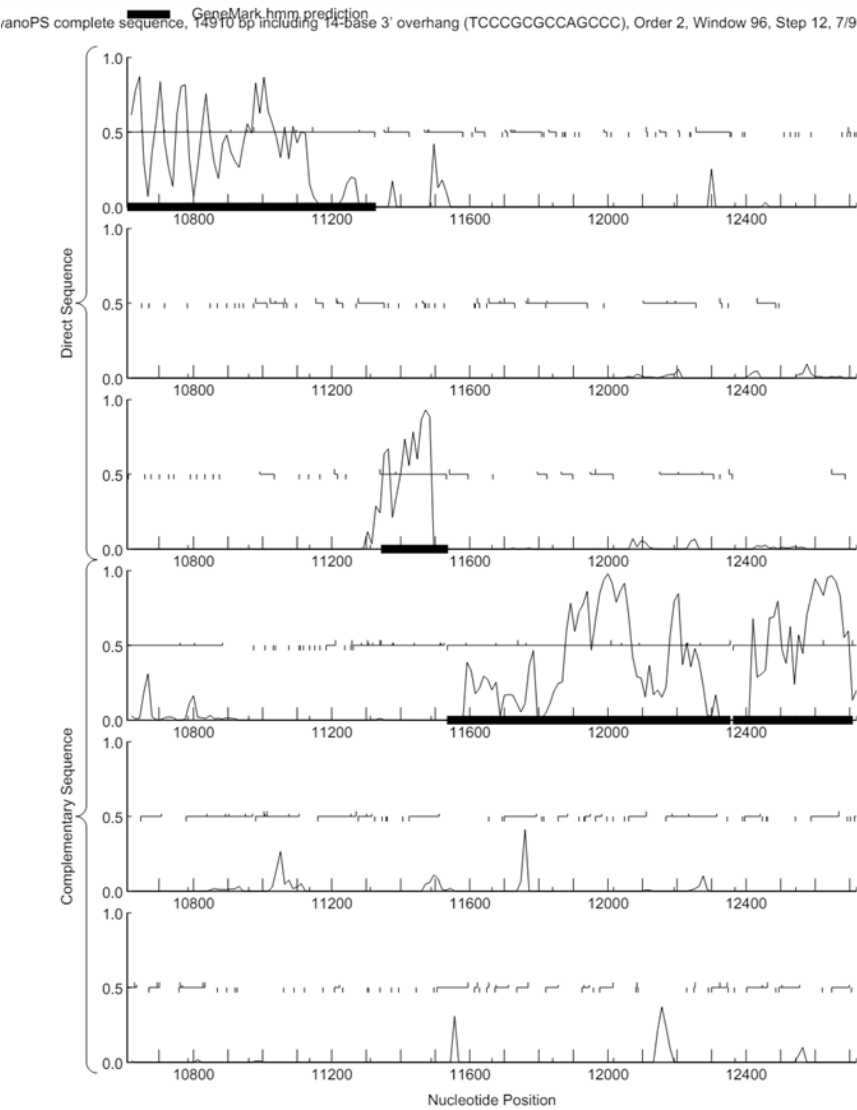 GeneMark.hmm prediction
complete sequence, 14910 bp including 14-base 3' overhang (TCCCGCGCCAGCCC), Order 2, Window 96, Step 12, 7/9
Direct Sequence
1.0
0.5
0.0
10800 11200 11600 12000 12400
1.0
0.5
0.0
10800 11200 11600 12000 12400
1.0
0.5
0.0
10800 11200 11600 12000 12400
Complementary Sequence
1.0
0.5
0.0
10800 11200 11600 12000 12400
1.0
0.5
0.0
10800 11200 11600 12000 12400
1.0
0.5
0.0
10800 11200 11600 12000 12400
Nucleotide Position